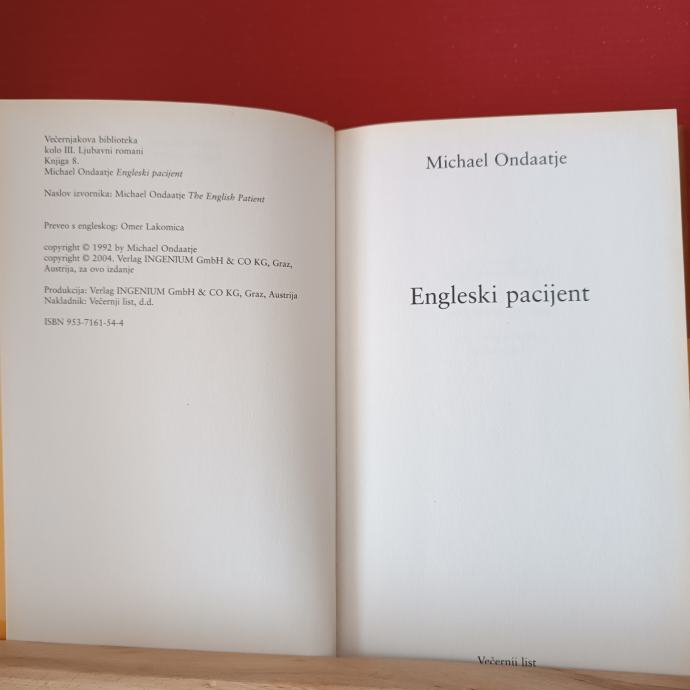 Večernjakova biblioteka
kolo III. Ljubavni romani
Knjiga 8.
Michael Ondaatje Engleski pacijent
Naslov izvornika: Michael Ondaatje The English Patient
Preveo s engleskog: Omer Lakomica
copyright © 1992 by Michael Ondaatje
copyright © 2004. Verlag INGENIUM GmbH & CO KG, Graz,
Austrija, za ovo izdanje
Produkcija: Verlag INGENIUM GmbH & CO KG, Graz, Austrija
Nakladnik: Večernji list, d.d.
ISBN 953-7161-54-4
Michael Ondaatje
Engleski pacijent
Večernji list